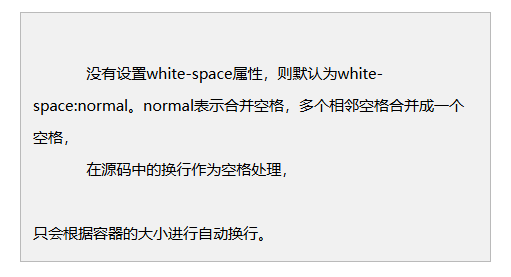 没有设置white-space属性，则默认为white-
space:normal。normal表示合并空格，多个相邻空格合并成一个
空格，
在源码中的换行作为空格处理，
只会根据容器的大小进行自动换行。